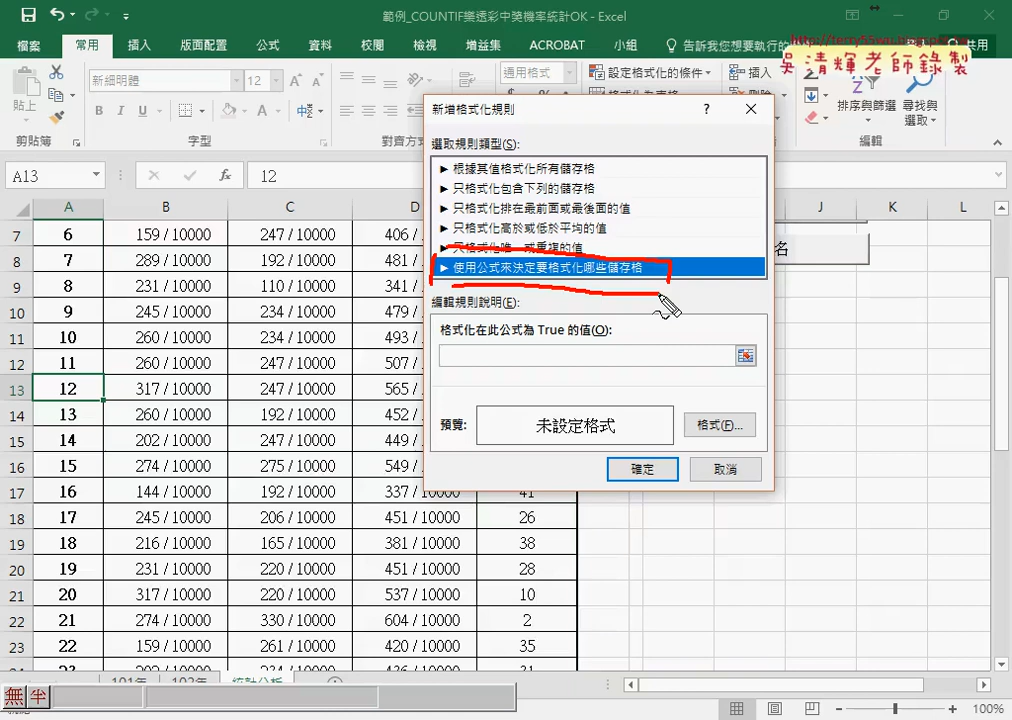 範例_COUNTIF樂透彩中獎機率統計OK - Excel
檔案 常用 插入 版面配置 公式 資料 校閱 檢視 增益集 ACROBAT 小組 告訴我您想要執行的 共用
吳清輝老師錄製
貼上 新細明體 12 通用格式 設定格式化的條件 插入
B I U 中 排序與篩選 尋找與選取
剪貼簿 字型 對齊方式 編輯
A13 fx 12
A B C D J K L
7 6 159 / 10000 247 / 10000 406 /
8 7 289 / 10000 192 / 10000 481 / 名
9 8 231 / 10000 110 / 10000 341 /
10 9 245 / 10000 234 / 10000 479 /
11 10 260 / 10000 234 / 10000 493 /
12 11 260 / 10000 247 / 10000 507 /
13 12 317 / 10000 247 / 10000 565 /
14 13 260 / 10000 192 / 10000 452 /
15 14 202 / 10000 247 / 10000 449 /
16 15 274 / 10000 275 / 10000 549 /
17 16 144 / 10000 192 / 10000 337 / 10000 41
18 17 245 / 10000 206 / 10000 451 / 10000 26
19 18 216 / 10000 165 / 10000 381 / 10000 38
20 19 231 / 10000 220 / 10000 451 / 10000 28
21 20 317 / 10000 220 / 10000 537 / 10000 10
22 21 274 / 10000 330 / 10000 604 / 10000 2
23 22 159 / 10000 261 / 10000 420 / 10000 35
新增格式化規則 ?
選取規則類型(S):
► 根據其值格式化所有儲存格
► 只格式化包含下列的儲存格
► 只格式化排在最前面或最後面的值
► 只格式化高於或低於平均的值
► 只格式化唯一或重複的值
► 使用公式來決定要格式化哪些儲存格
編輯規則說明(E):
格式化在此公式為 True 的值(O):
預覽: 未設定格式 格式(F)...
確定 取消
無 半
100%